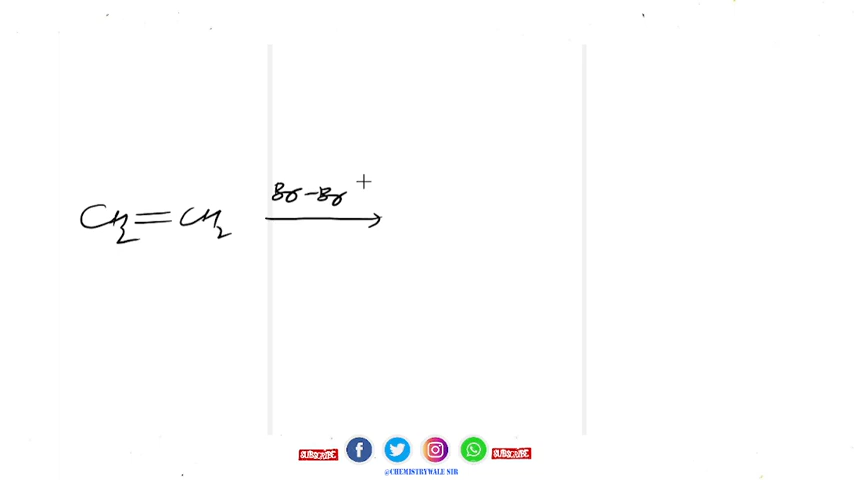 CH2=CH2 Br-Br
SUBSCRIBE SUBSCRIBE
@CHEMISTRYWALE SIR